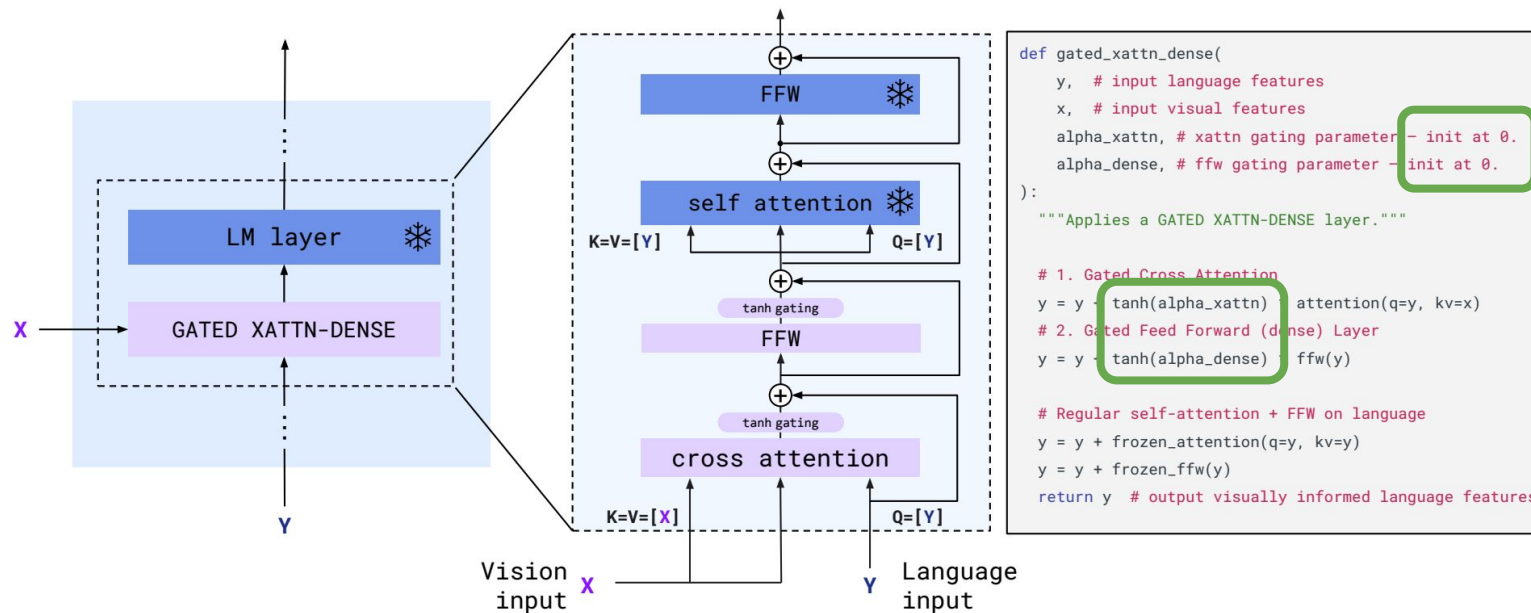 LM layer
GATED XATTN-DENSE
X
Y
FFW
self attention
K=V=[Y]
Q=[Y]
tanh gating
FFW
tanh gating
cross attention
K=V=[X]
Q=[Y]
Vision input X
Y Language input
def gated_xattn_dense(
y, # input language features
x, # input visual features
alpha_xattn, # xattn gating parameter – init at 0.
alpha_dense, # ffw gating parameter – init at 0.
):
"""Applies a GATED XATTN-DENSE layer."""
# 1. Gated Cross Attention
y = y + tanh(alpha_xattn) * attention(q=y, kv=x)
# 2. Gated Feed Forward (dense) Layer
y = y + tanh(alpha_dense) * ffw(y)
# Regular self-attention + FFW on language
y = y + frozen_attention(q=y, kv=y)
y = y + frozen_ffw(y)
return y # output visually informed language features